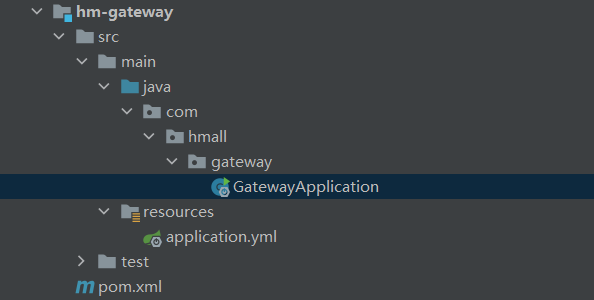 hm-gateway
src
main
java
com
hmall
gateway
GatewayApplication
resources
application.yml
test
pom.xml